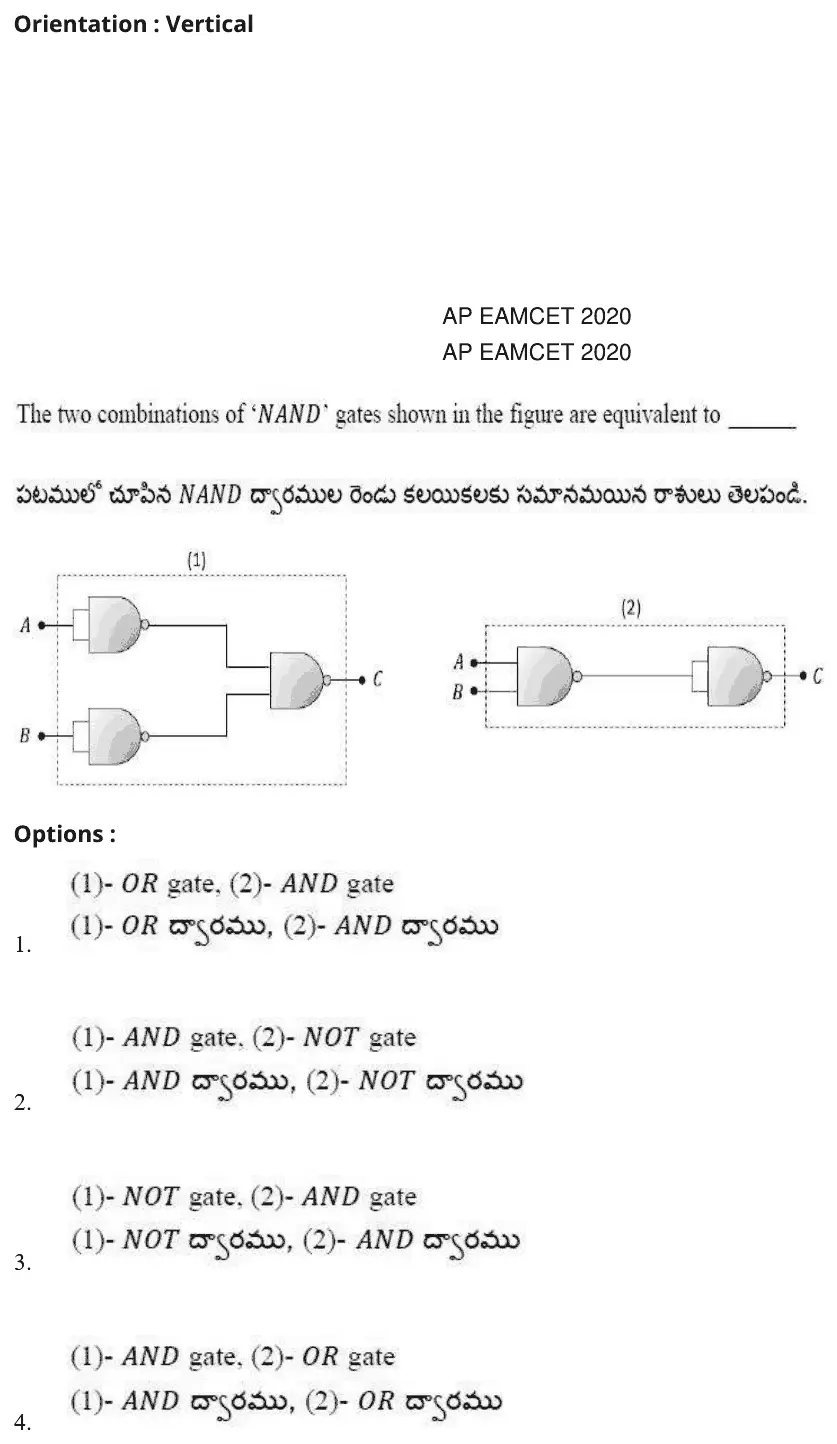 Orientation : Vertical
AP EAMCET 2020
AP EAMCET 2020
The two combinations of ‘NAND’ gates shown in the figure are equivalent to ______
పటములో చూపిన NAND ద్వారముల రెండు కలయికలకు సమానమయిన రాశులు తెలపండి.
(1)
A
B
C
(2)
A
B
C
Options :
(1)- OR gate, (2)- AND gate
(1)- OR ద్వారము, (2)- AND ద్వారము
1.
(1)- AND gate, (2)- NOT gate
(1)- AND ద్వారము, (2)- NOT ద్వారము
2.
(1)- NOT gate, (2)- AND gate
(1)- NOT ద్వారము, (2)- AND ద్వారము
3.
(1)- AND gate, (2)- OR gate
(1)- AND ద్వారము, (2)- OR ద్వారము
4.